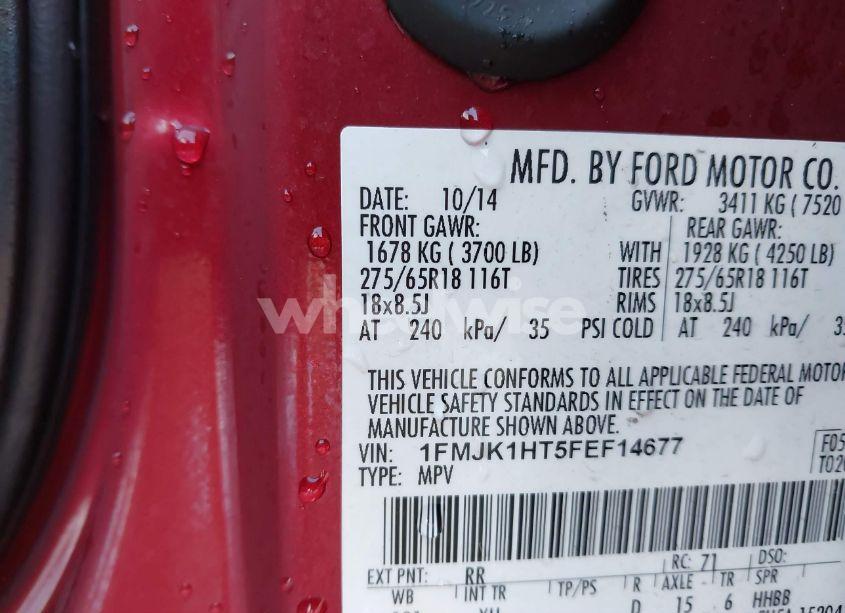 MFD. BY FORD MOTOR CO.
DATE: 10/14 GVWR: 3411 KG ( 7520
FRONT GAWR: REAR GAWR:
1678 KG ( 3700 LB) WITH 1928 KG ( 4250 LB)
275/65R18 116T TIRES 275/65R18 116T
18x8.5J RIMS 18x8.5J
AT 240 kPa/ 35 PSI COLD AT 240 kPa/ 35
wheelwise
THIS VEHICLE CONFORMS TO ALL APPLICABLE FEDERAL MOTOR
VEHICLE SAFETY STANDARDS IN EFFECT ON THE DATE OF
MANUFACTURE SHOWN ABOVE.
VIN: 1FMJK1HT5FEF14677 F05
TYPE: MPV T020
EXT PNT: RR RC: 71 DSO:
WB INT TR TP/PS R AXLE TR SPR
D 15 6 HHBB